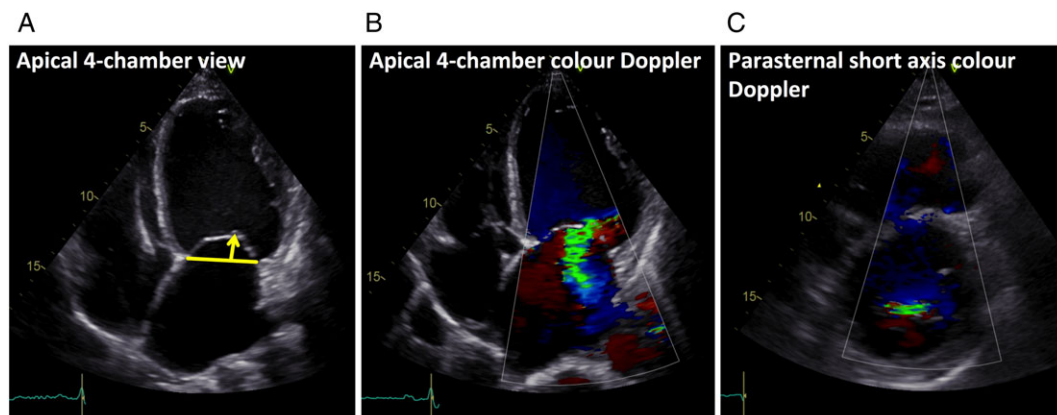 A
B
C
Apical 4-chamber view
Apical 4-chamber colour Doppler
Parasternal short axis colour
Doppler
5
10
15
5
10
15
5
10
15